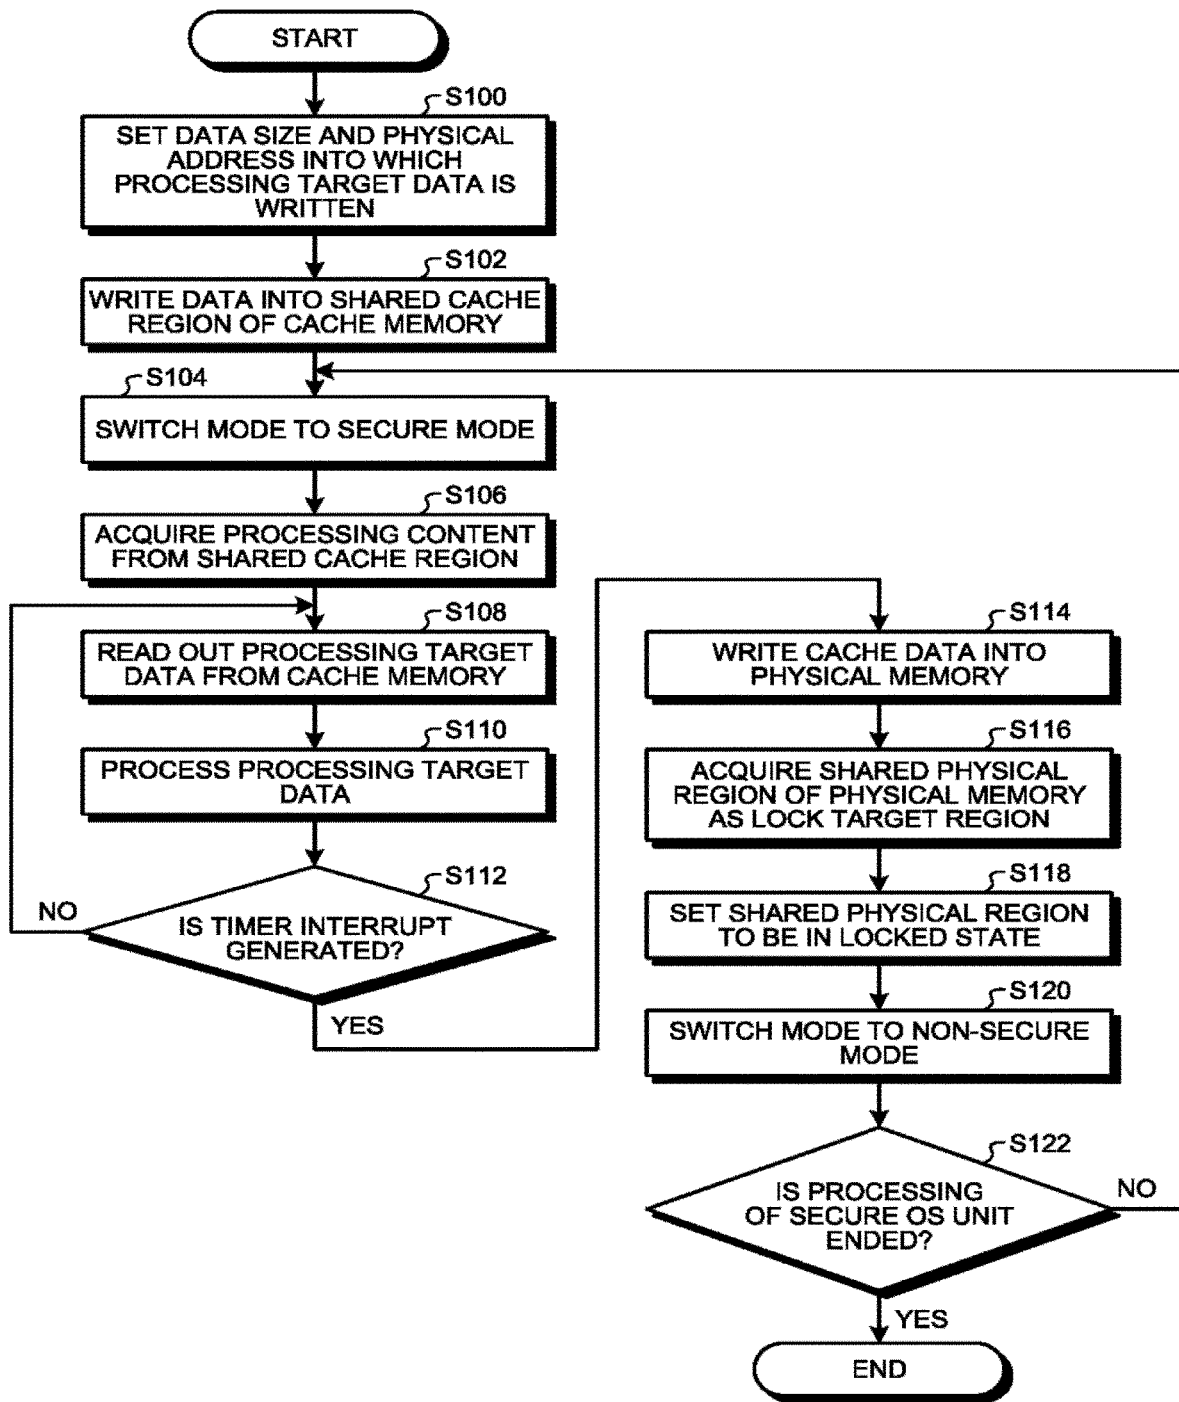 START
S100
SET DATA SIZE AND PHYSICAL
ADDRESS INTO WHICH
PROCESSING TARGET DATA IS
WRITTEN
S102
WRITE DATA INTO SHARED CACHE
REGION OF CACHE MEMORY
S104
SWITCH MODE TO SECURE MODE
S106
ACQUIRE PROCESSING CONTENT
FROM SHARED CACHE REGION
S108
READ OUT PROCESSING TARGET
DATA FROM CACHE MEMORY
S110
PROCESS PROCESSING TARGET
DATA
S112
NO
IS TIMER INTERRUPT
GENERATED?
YES
S114
WRITE CACHE DATA INTO
PHYSICAL MEMORY
S116
ACQUIRE SHARED PHYSICAL
REGION OF PHYSICAL MEMORY
AS LOCK TARGET REGION
S118
SET SHARED PHYSICAL REGION
TO BE IN LOCKED STATE
S120
SWITCH MODE TO NON-SECURE
MODE
S122
NO
IS PROCESSING
OF SECURE OS UNIT
ENDED?
YES
END